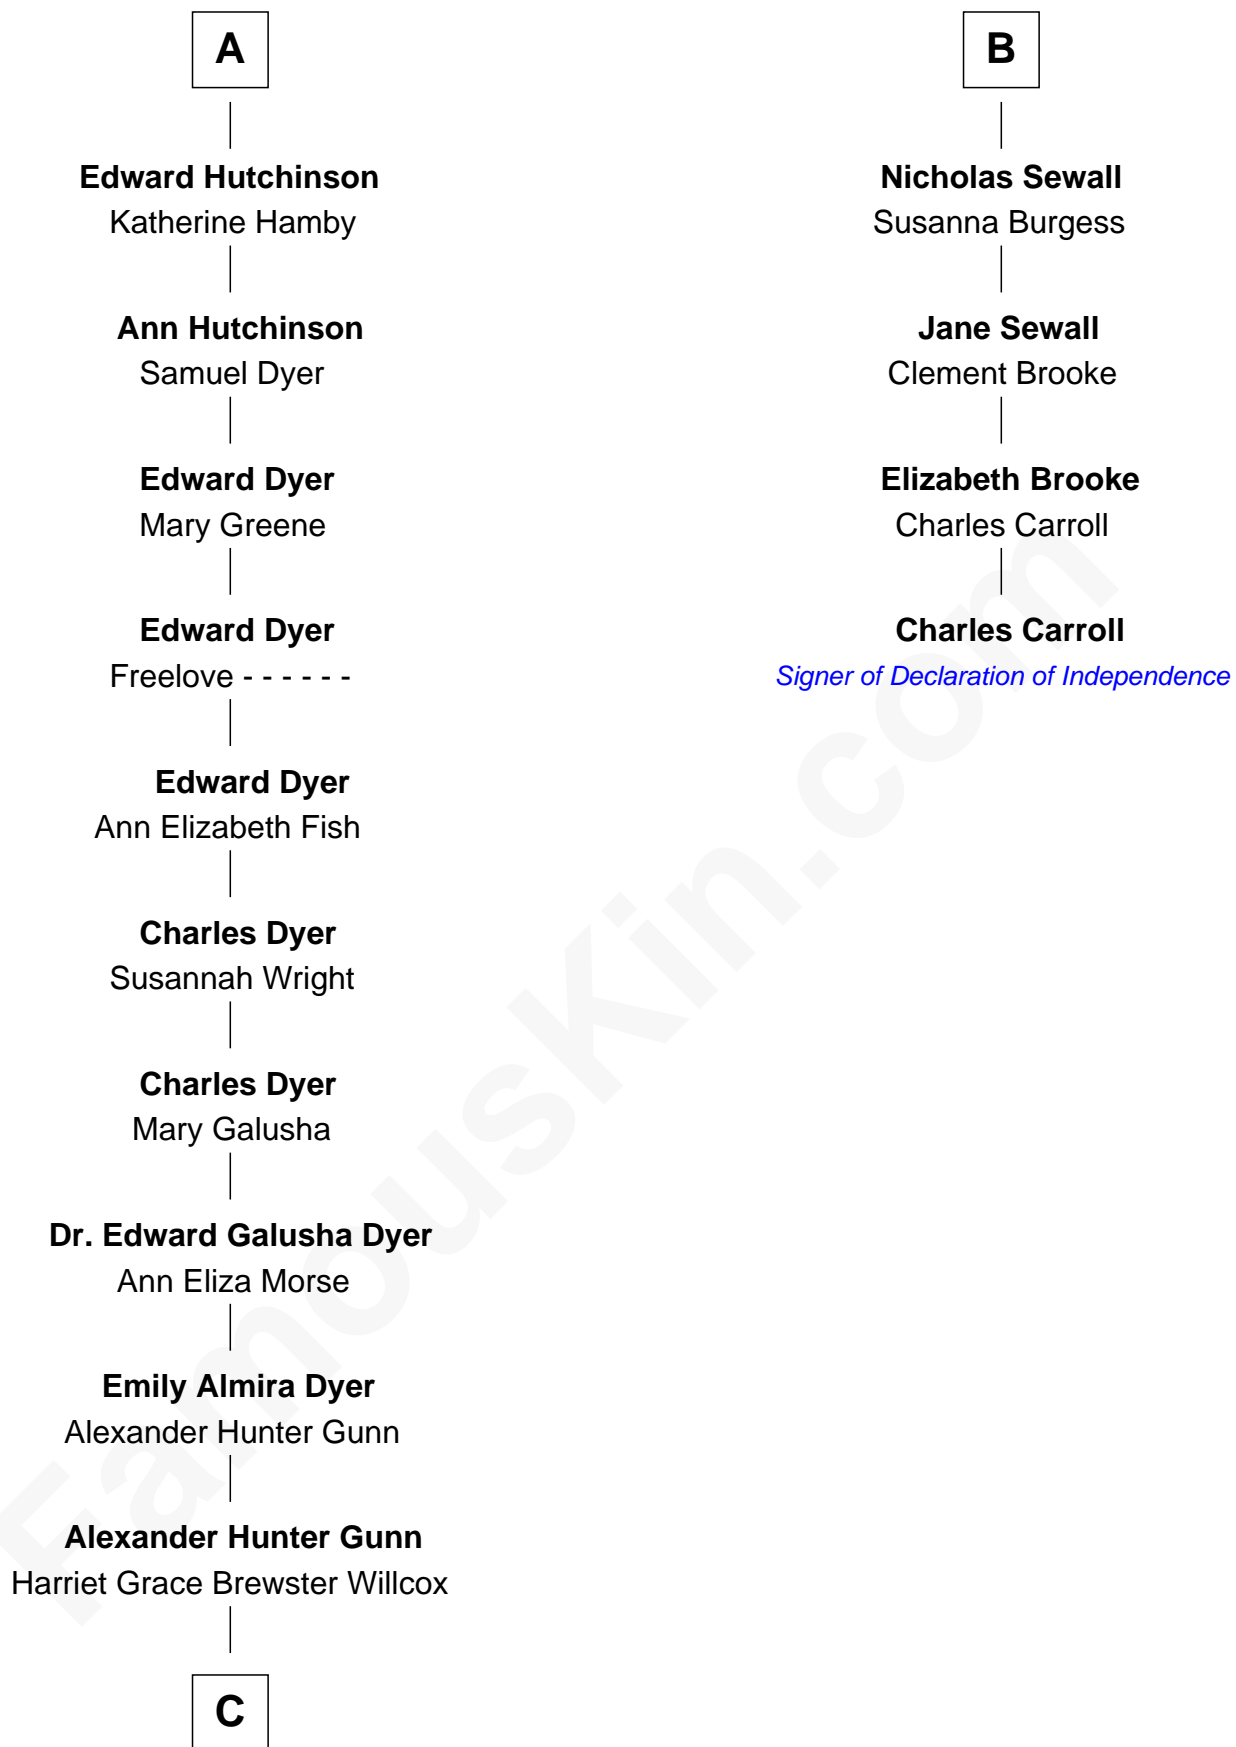 A
Edward Hutchinson
Katherine Hamby
Ann Hutchinson
Samuel Dyer
Edward Dyer
Mary Greene
Edward Dyer
Freelove - - - - - -
Edward Dyer
Ann Elizabeth Fish
Charles Dyer
Susannah Wright
Charles Dyer
Mary Galusha
Dr. Edward Galusha Dyer
Ann Eliza Morse
Emily Almira Dyer
Alexander Hunter Gunn
Alexander Hunter Gunn
Harriet Grace Brewster Willcox
C
B
Nicholas Sewall
Susanna Burgess
Jane Sewall
Clement Brooke
Elizabeth Brooke
Charles Carroll
Charles Carroll
Signer of Declaration of Independence
FamousKin.com